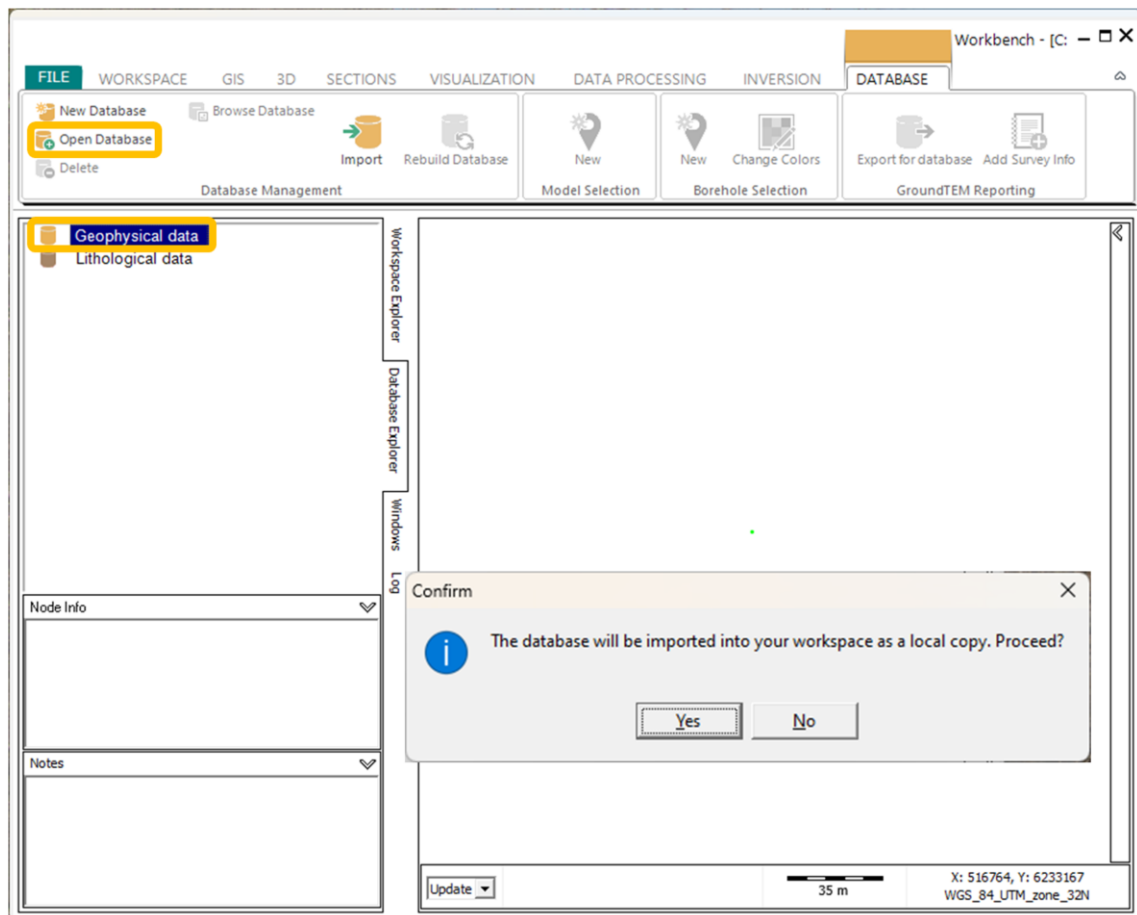 Workbench - [C:
FILE WORKSPACE GIS 3D SECTIONS VISUALIZATION DATA PROCESSING INVERSION DATABASE
New Database
Browse Database
Open Database
Delete
Import
Rebuild Database
Database Management
New
Model Selection
New
Change Colors
Borehole Selection
Export for database
Add Survey Info
GroundTEM Reporting
Geophysical data
Lithological data
Workspace Explorer
Database Explorer
Windows
Log
Confirm
The database will be imported into your workspace as a local copy. Proceed?
Yes
No
Node Info
Notes
Update
35 m
X: 516764, Y: 6233167
WGS_84_UTM_zone_32N